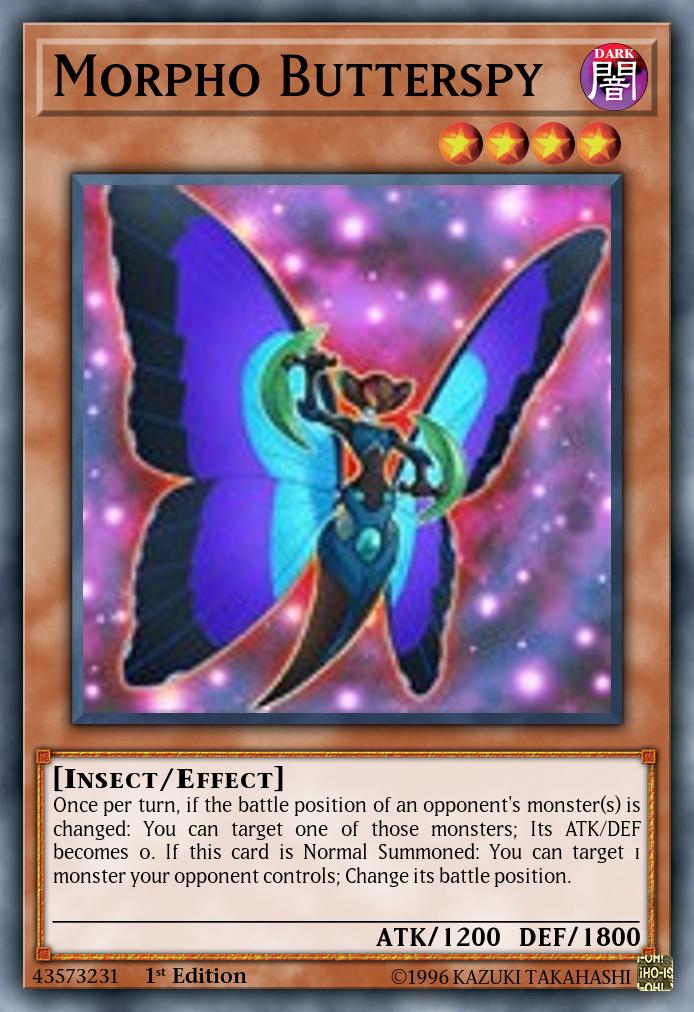 Morpho Butterspy
DARK
闇
[Insect/Effect]
Once per turn, if the battle position of an opponent's monster(s) is
changed: You can target one of those monsters; Its ATK/DEF
becomes 0. If this card is Normal Summoned: You can target 1
monster your opponent controls; Change its battle position.
ATK/1200 DEF/1800
43573231 1st Edition ©1996 KAZUKI TAKAHASHI